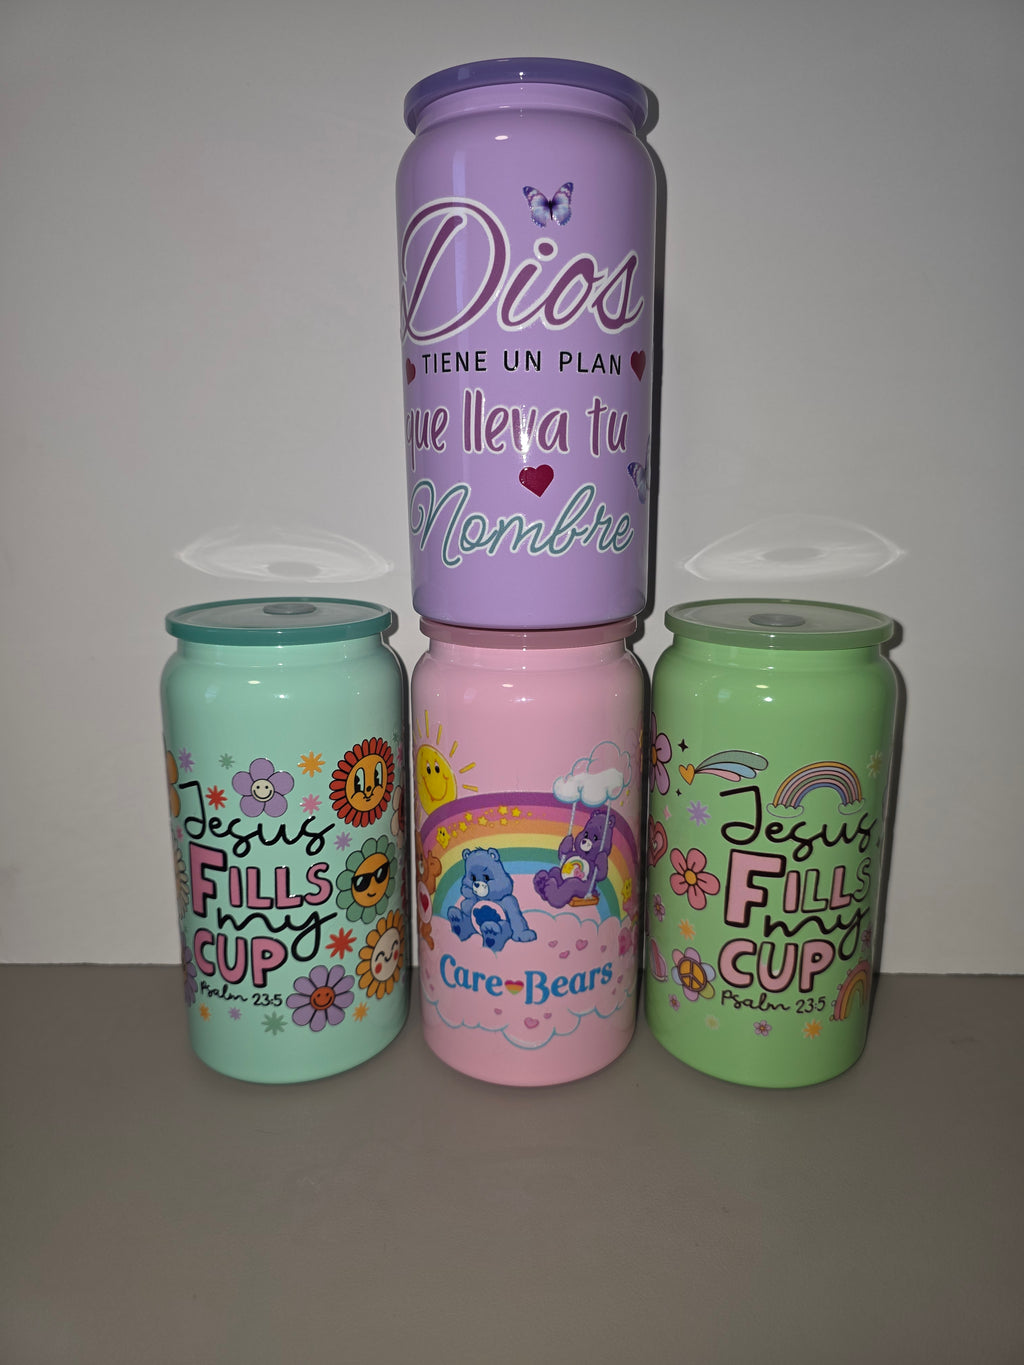 Dios
TIENE UN PLAN
que lleva tu
Nombre
Jesus
FILLS
my
CUP
Psalm 23:5
Care Bears
Jesus
FILLS
my
CUP
Psalm 23:5